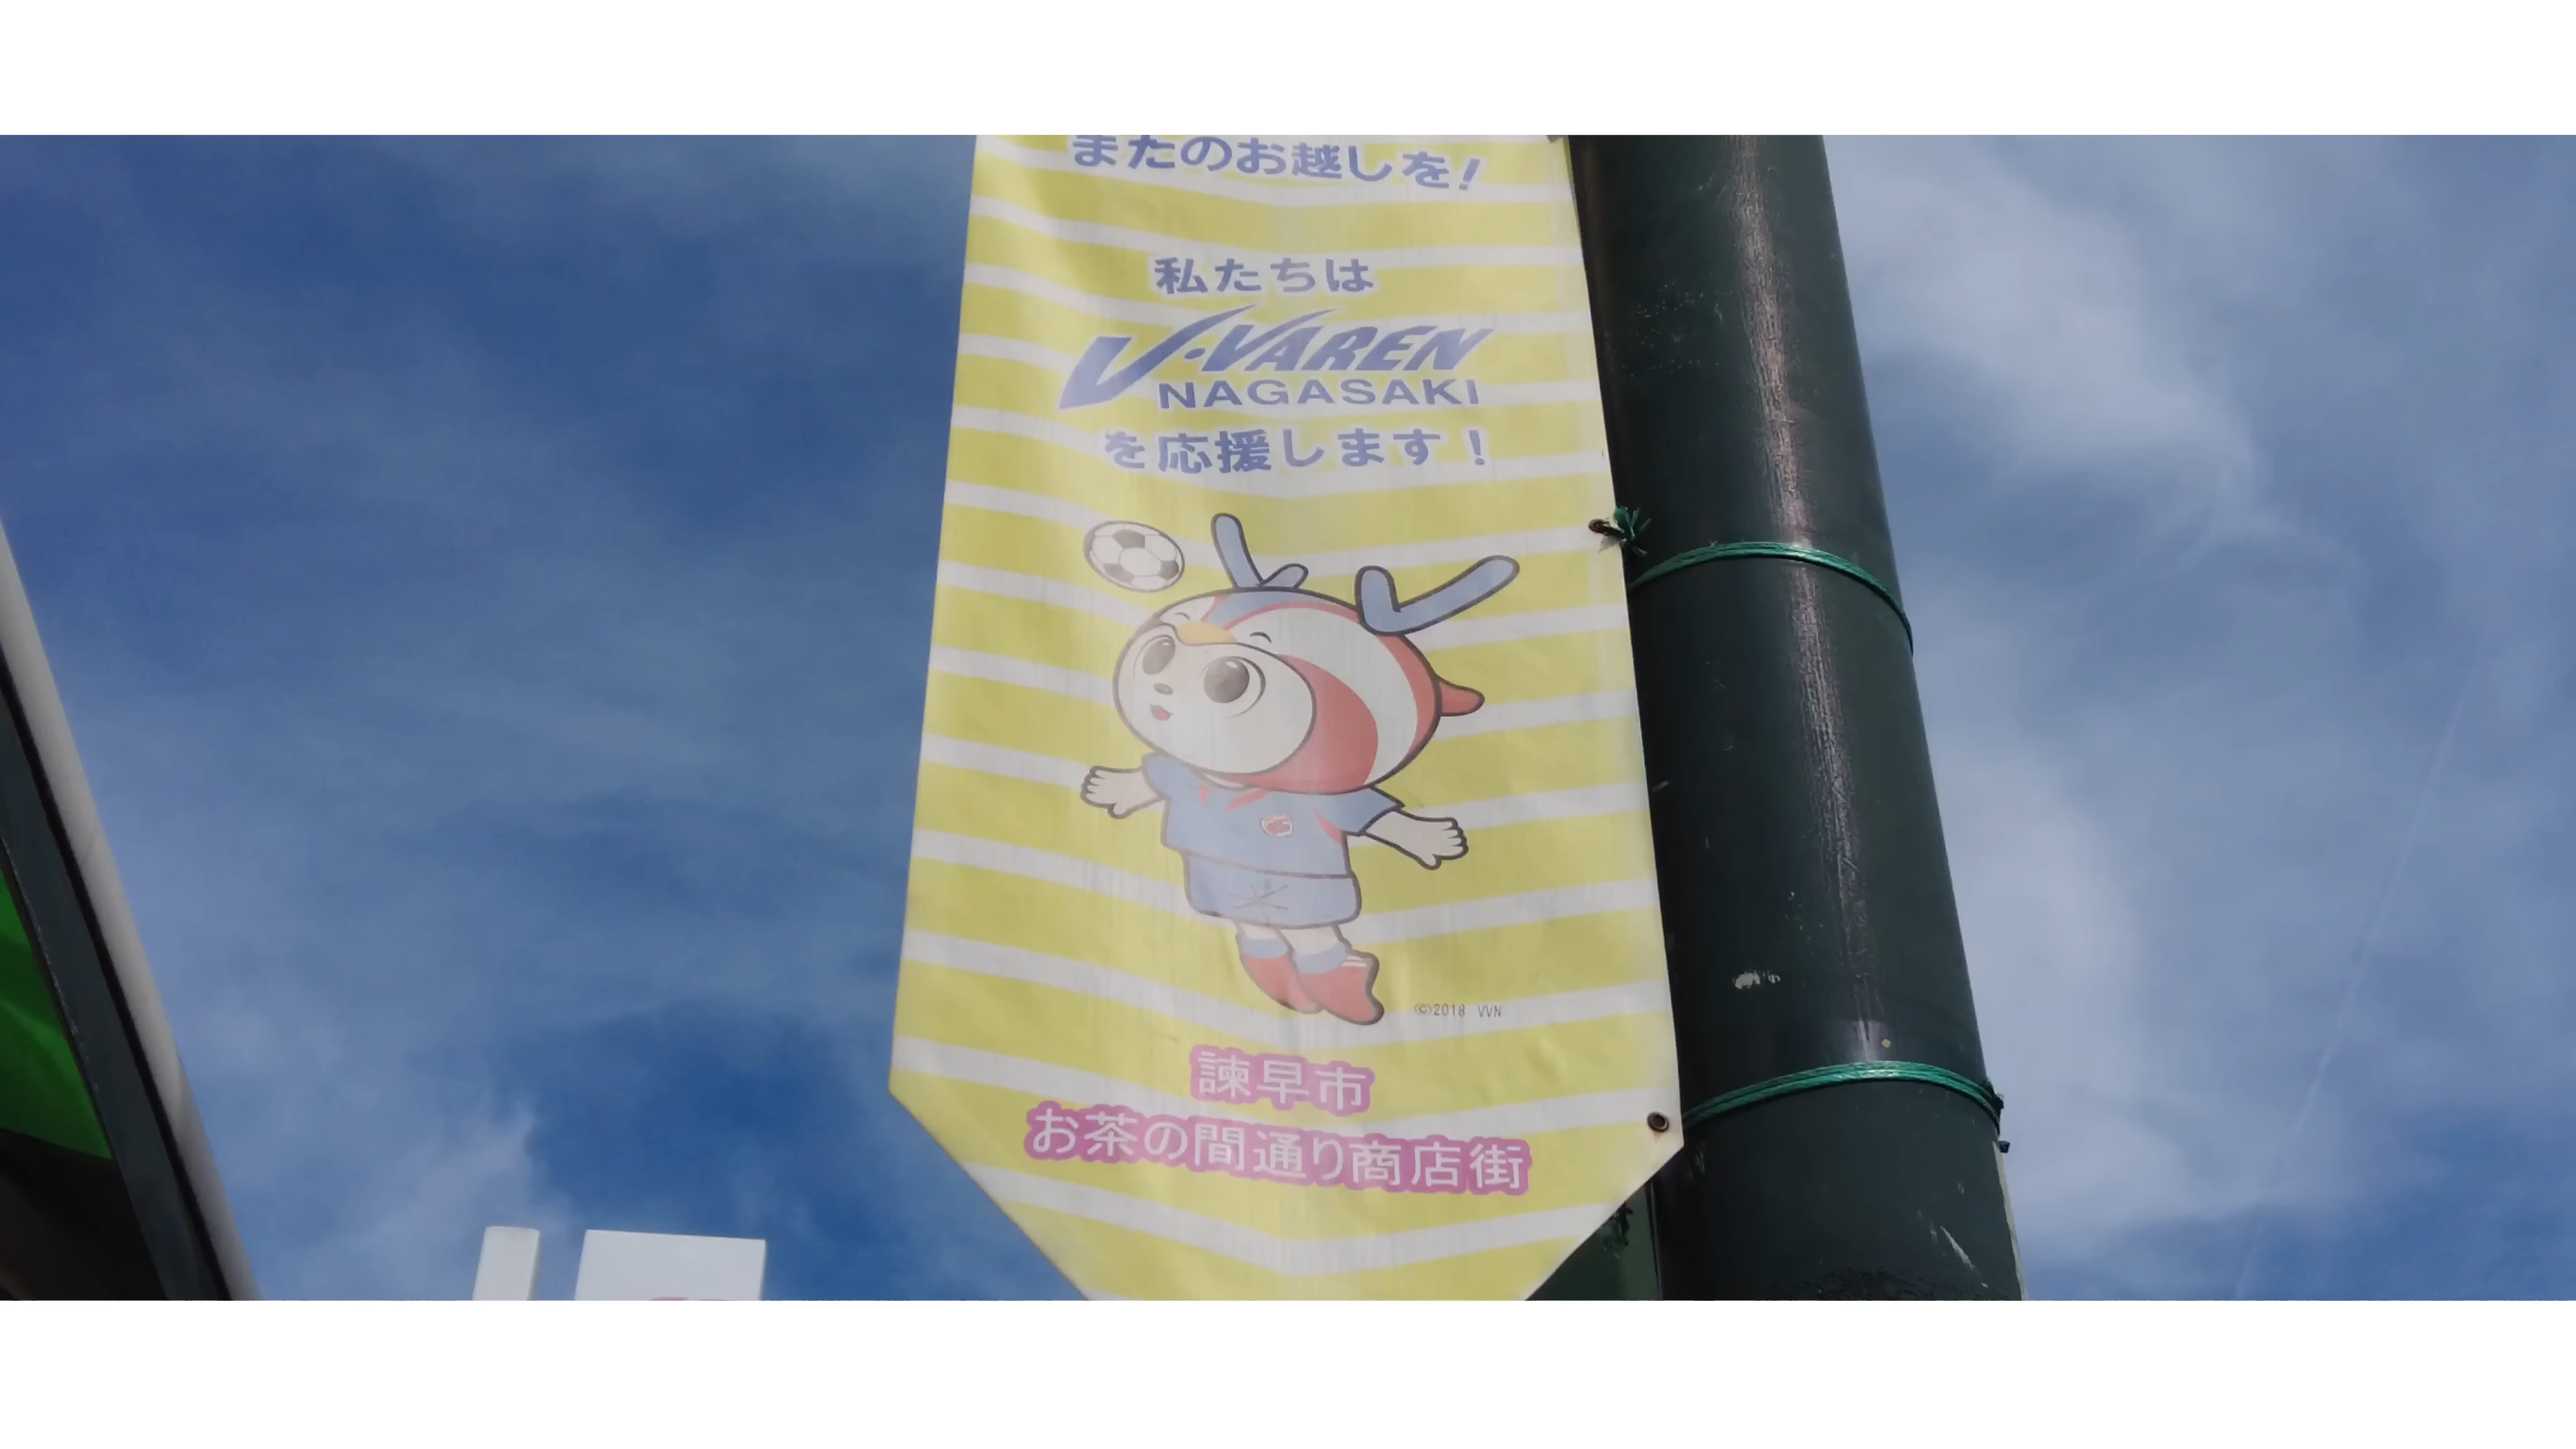 またのお越しを!
私たちは
V・VAREN
NAGASAKI
を応援します!
©2018 VVN
諫早市
お茶の間通り商店街